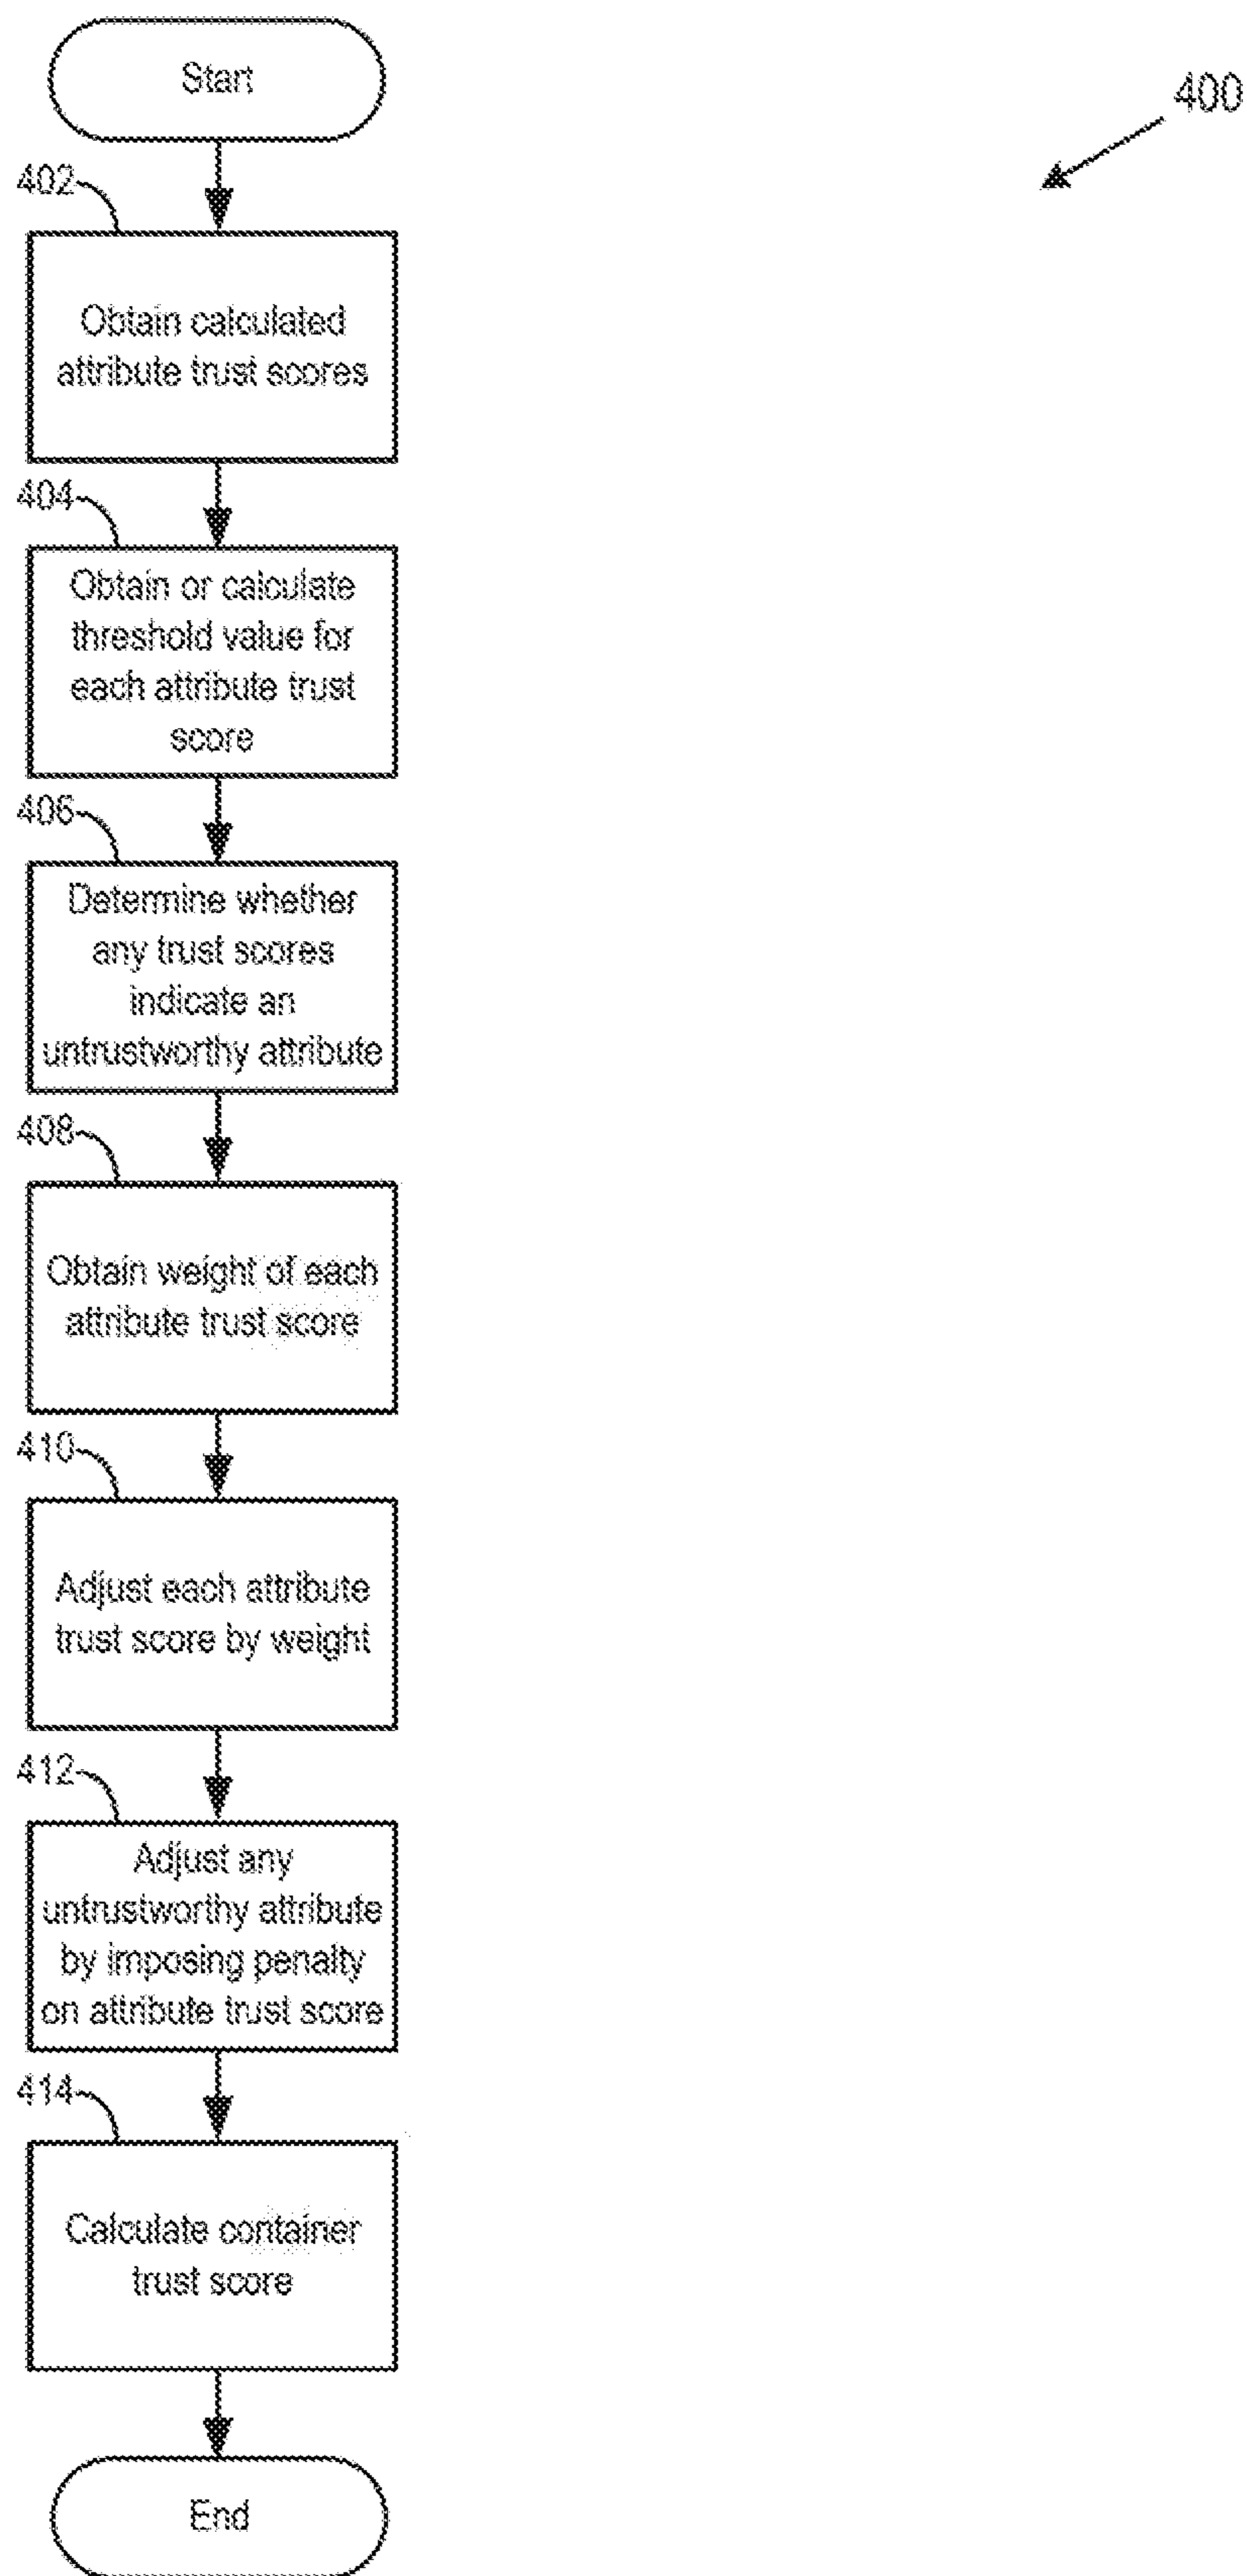 Start
400
402
Obtain calculated
attribute trust scores
404
Obtain or calculate
threshold value for
each attribute trust
score
406
Determine whether
any trust scores
indicate an
untrustworthy attribute
408
Obtain weight of each
attribute trust score
410
Adjust each attribute
trust score by weight
412
Adjust any
untrustworthy attribute
by imposing penalty
on attribute trust score
414
Calculate container
trust score
End